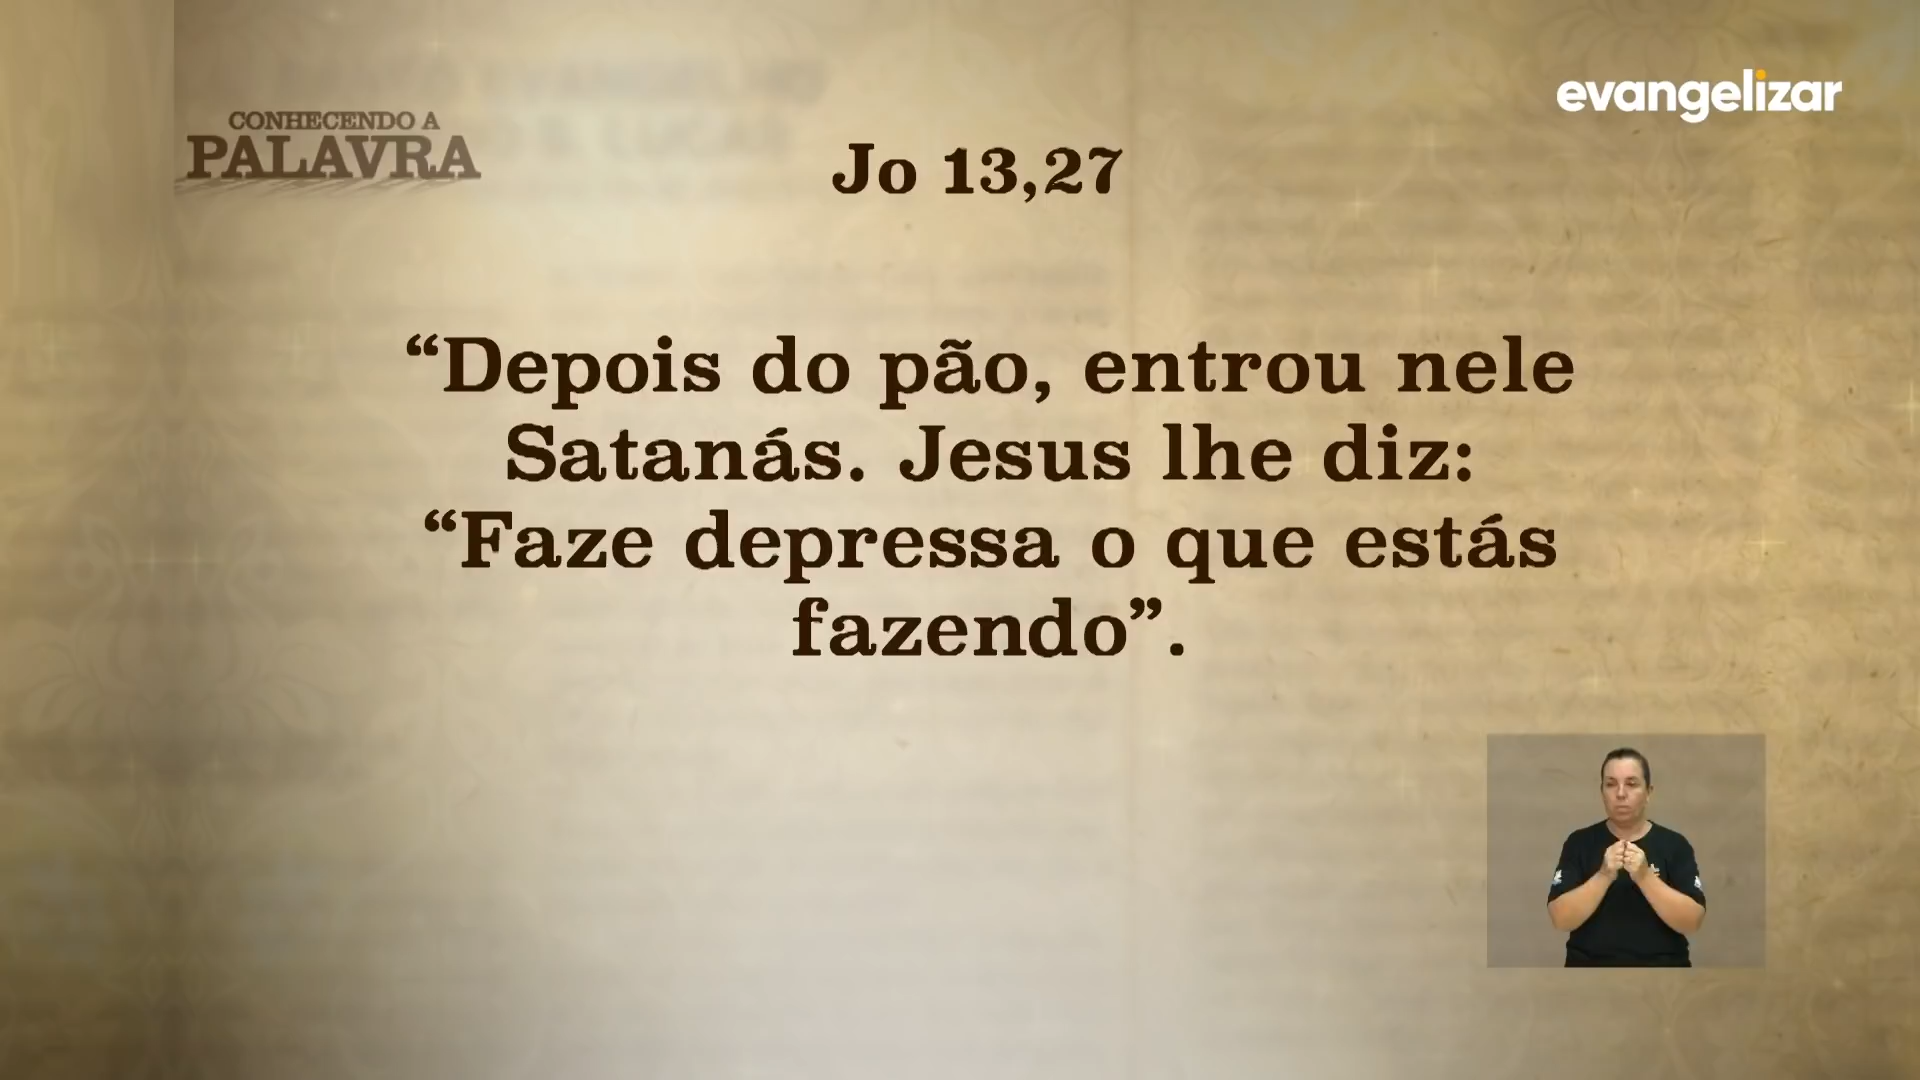 evangelizar
CONHECENDO A
PALAVRA
Jo 13,27
“Depois do pão, entrou nele
Satanás. Jesus lhe diz:
“Faze depressa o que estás
fazendo”.